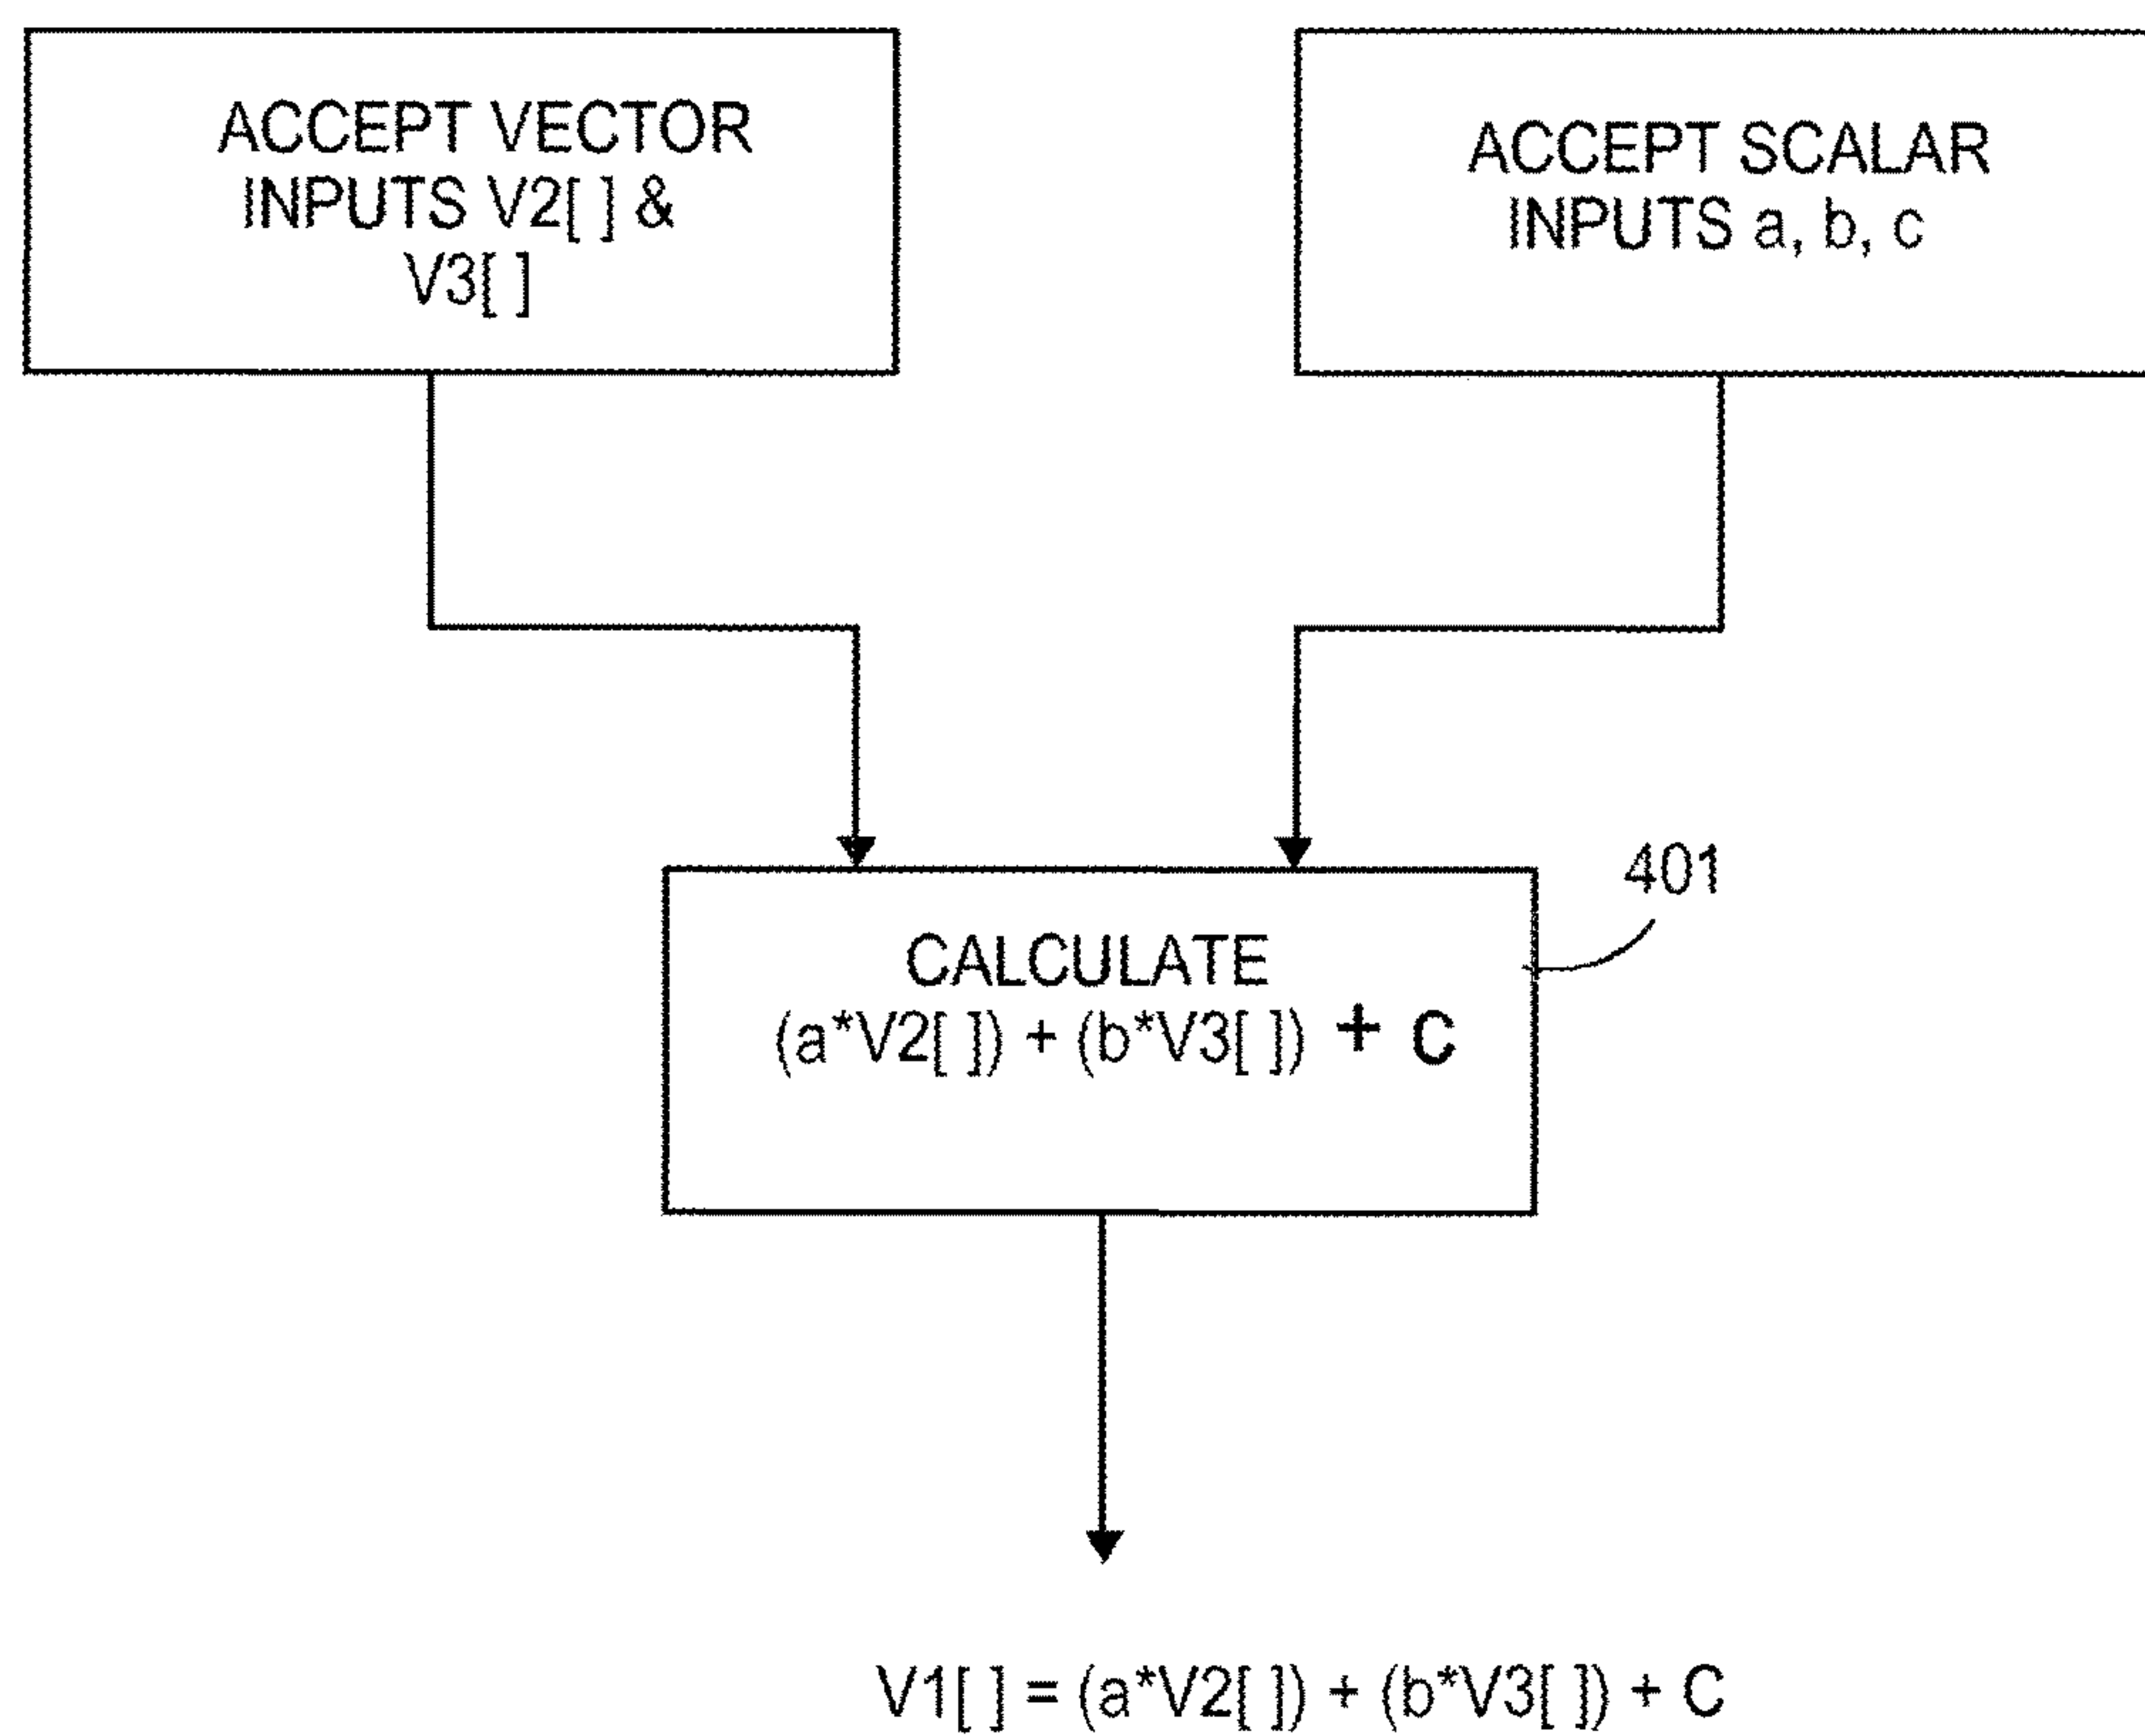 ACCEPT VECTOR
INPUTS V2[ ] &
V3[ ]
ACCEPT SCALAR
INPUTS a, b, c
401
CALCULATE
(a*V2[ ]) + (b*V3[ ]) + c
V1[ ] = (a*V2[ ]) + (b*V3[ ]) + C